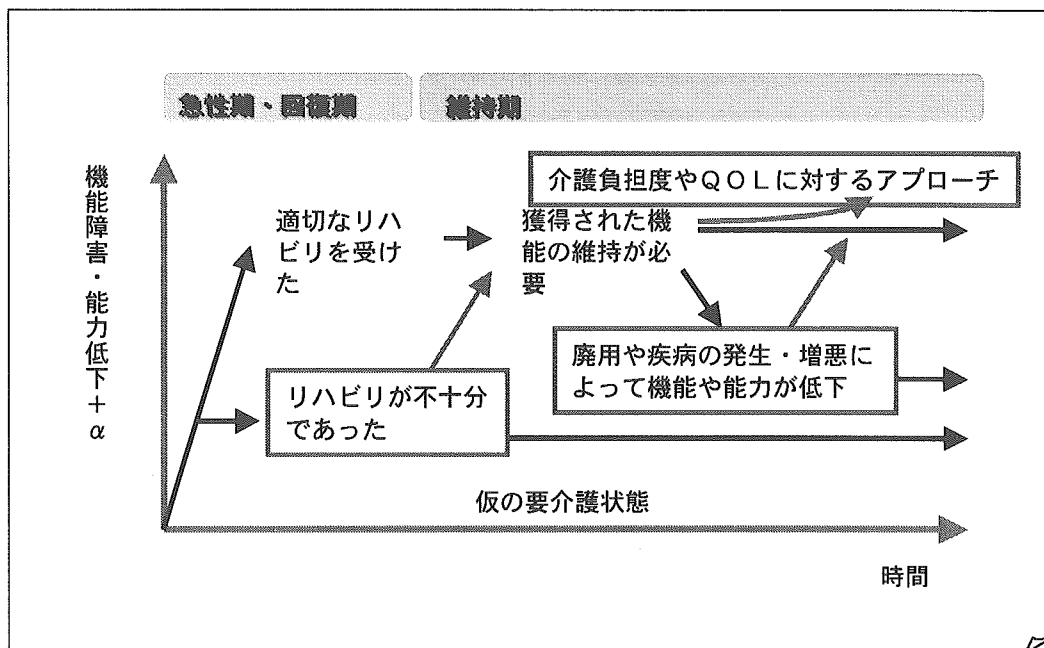 急性期・回復期
維持期
介護負担度やＱＯＬに対するアプローチ
機能障害・能力低下＋α
適切なリハ
ビリを受け
た
獲得された機
能の維持が必
要
廃用や疾病の発生・増悪に
よって機能や能力が低下
リハビリが不十分
であった
仮の要介護状態
時間